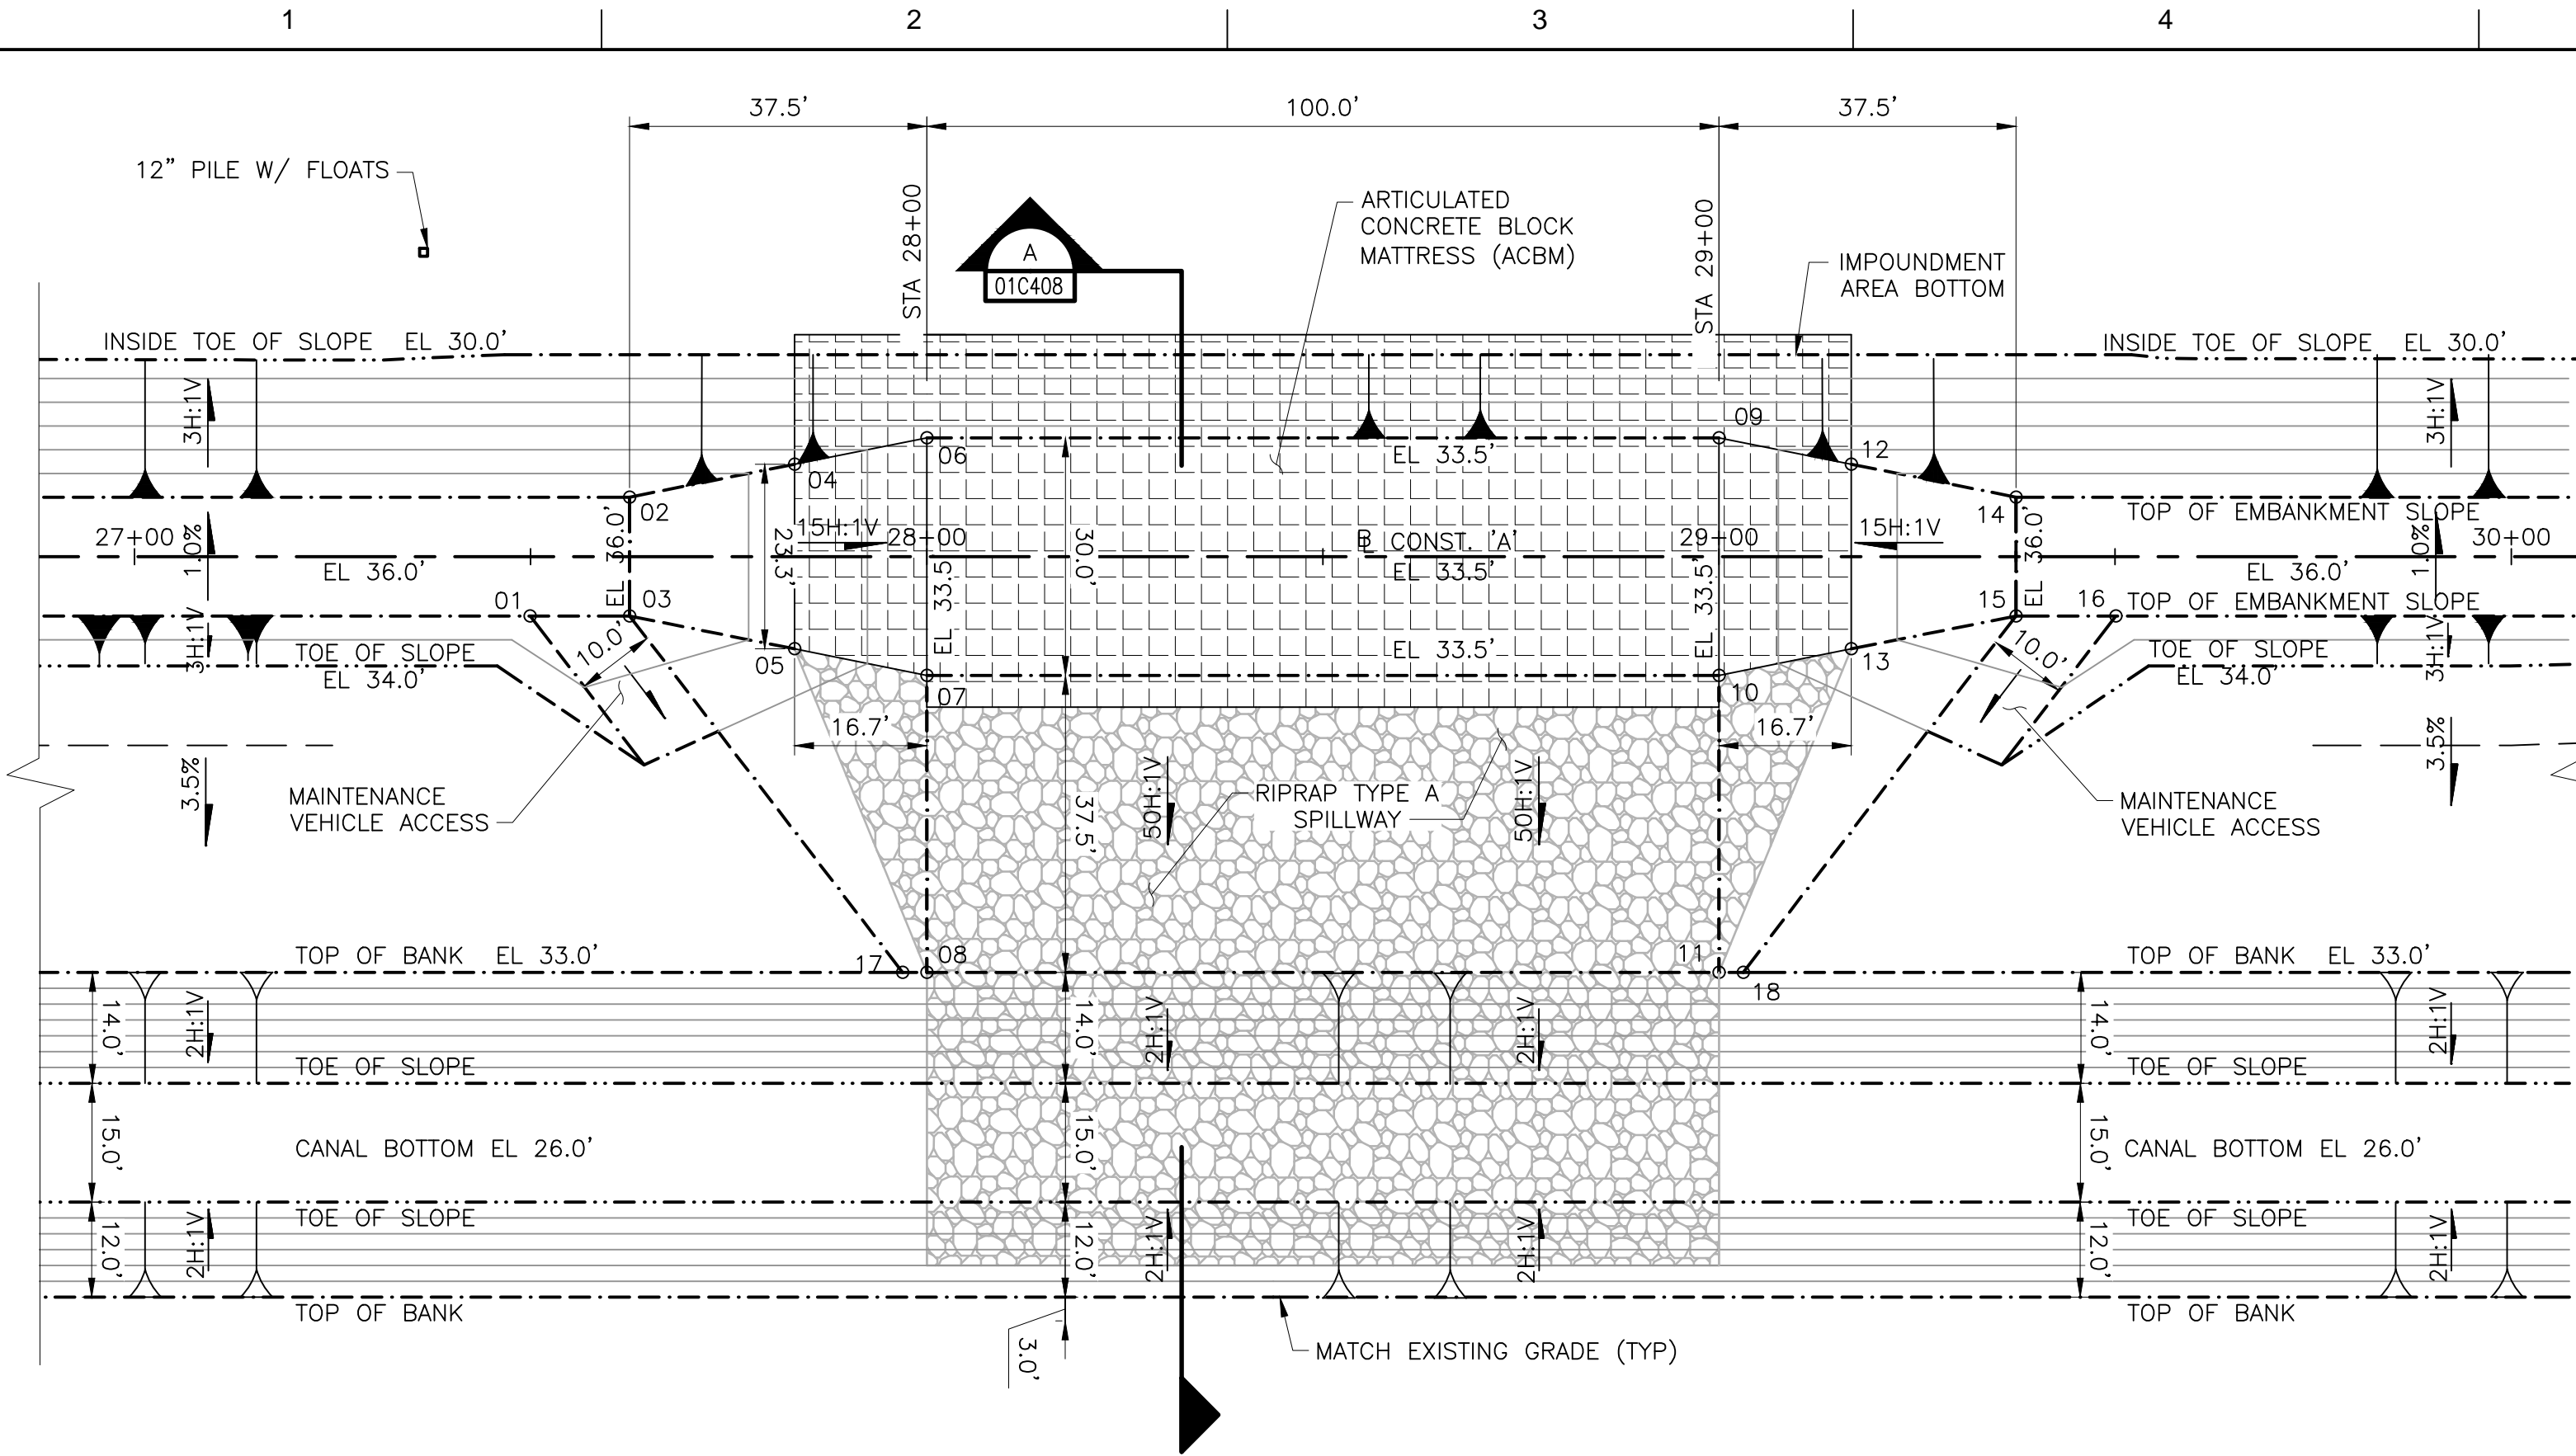 1
2
3
4
37.5'
100.0'
37.5'
12" PILE W/ FLOATS
STA 28+00
A
01C408
ARTICULATED
CONCRETE BLOCK
MATTRESS (ACBM)
STA 29+00
IMPOUNDMENT
AREA BOTTOM
INSIDE TOE OF SLOPE EL 30.0'
INSIDE TOE OF SLOPE EL 30.0'
3H:1V
3H:1V
09
06
EL 33.5'
12
04
02
14
TOP OF EMBANKMENT SLOPE
27+00
1.0%
EL 36.0'
EL 36.0'
23.3'
15H:1V
28+00
30.0'
℄ CONST. 'A'
EL 33.5'
29+00
15H:1V
EL 36.0'
EL 36.0'
1.0%
30+00
01
03
EL 33.5
EL 33.5'
15
16
TOP OF EMBANKMENT SLOPE
3H:1V
TOE OF SLOPE
EL 34.0'
10.0'
05
EL 33.5'
13
10.0'
TOE OF SLOPE
EL 34.0'
3H:1V
07
10
16.7'
16.7'
3.5%
MAINTENANCE
VEHICLE ACCESS
37.5'
50H:1V
RIPRAP TYPE A
SPILLWAY
50H:1V
MAINTENANCE
VEHICLE ACCESS
3.5%
TOP OF BANK EL 33.0'
17
08
11
18
TOP OF BANK EL 33.0'
14.0'
2H:1V
14.0'
2H:1V
2H:1V
14.0'
2H:1V
TOE OF SLOPE
TOE OF SLOPE
15.0'
CANAL BOTTOM EL 26.0'
15.0'
15.0'
CANAL BOTTOM EL 26.0'
TOE OF SLOPE
TOE OF SLOPE
12.0'
2H:1V
12.0'
2H:1V
2H:1V
12.0'
2H:1V
TOP OF BANK
TOP OF BANK
3.0'
MATCH EXISTING GRADE (TYP)